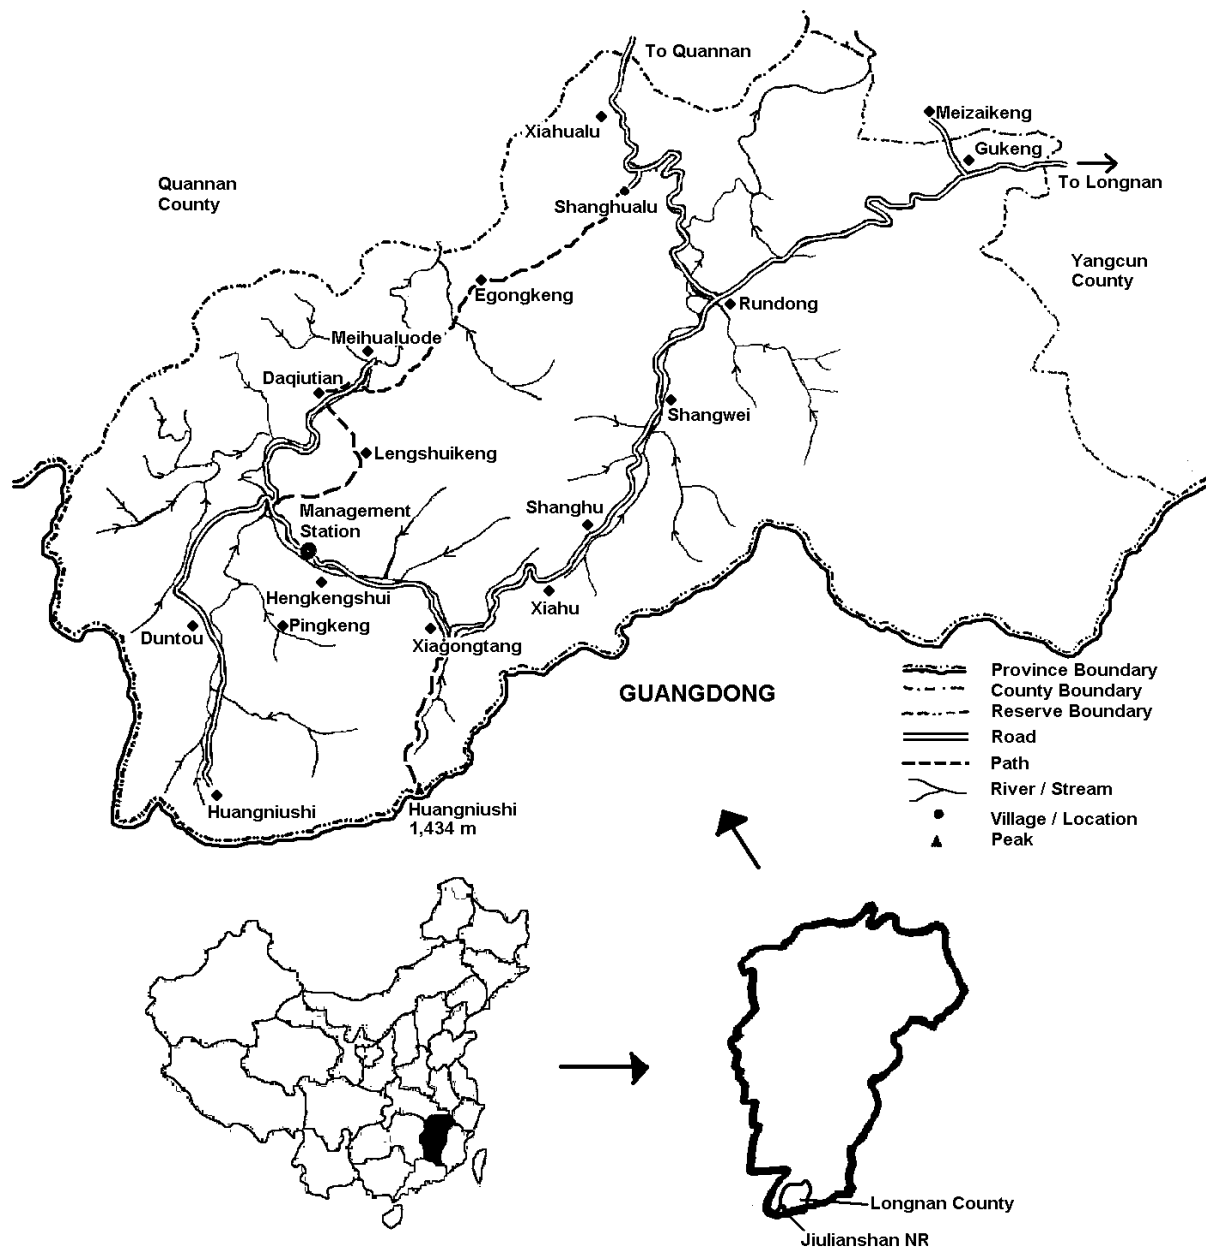 To Quannan
Meizaikeng
Xiahualu
Gukeng
Quannan
County
To Longnan
Shanghualu
Yangcun
County
Egongkeng
Rundong
Meihualuode
Daqiutian
Shangwei
Lengshuikeng
Management
Station
Shanghu
Hengkengshui
Xiahu
Pingkeng
Duntou
Xiagongtang
GUANGDONG
Huangniushi
Huangniushi
1,434 m
Province Boundary
County Boundary
Reserve Boundary
Road
Path
River / Stream
Village / Location
Peak
Longnan County
Jiulianshan NR